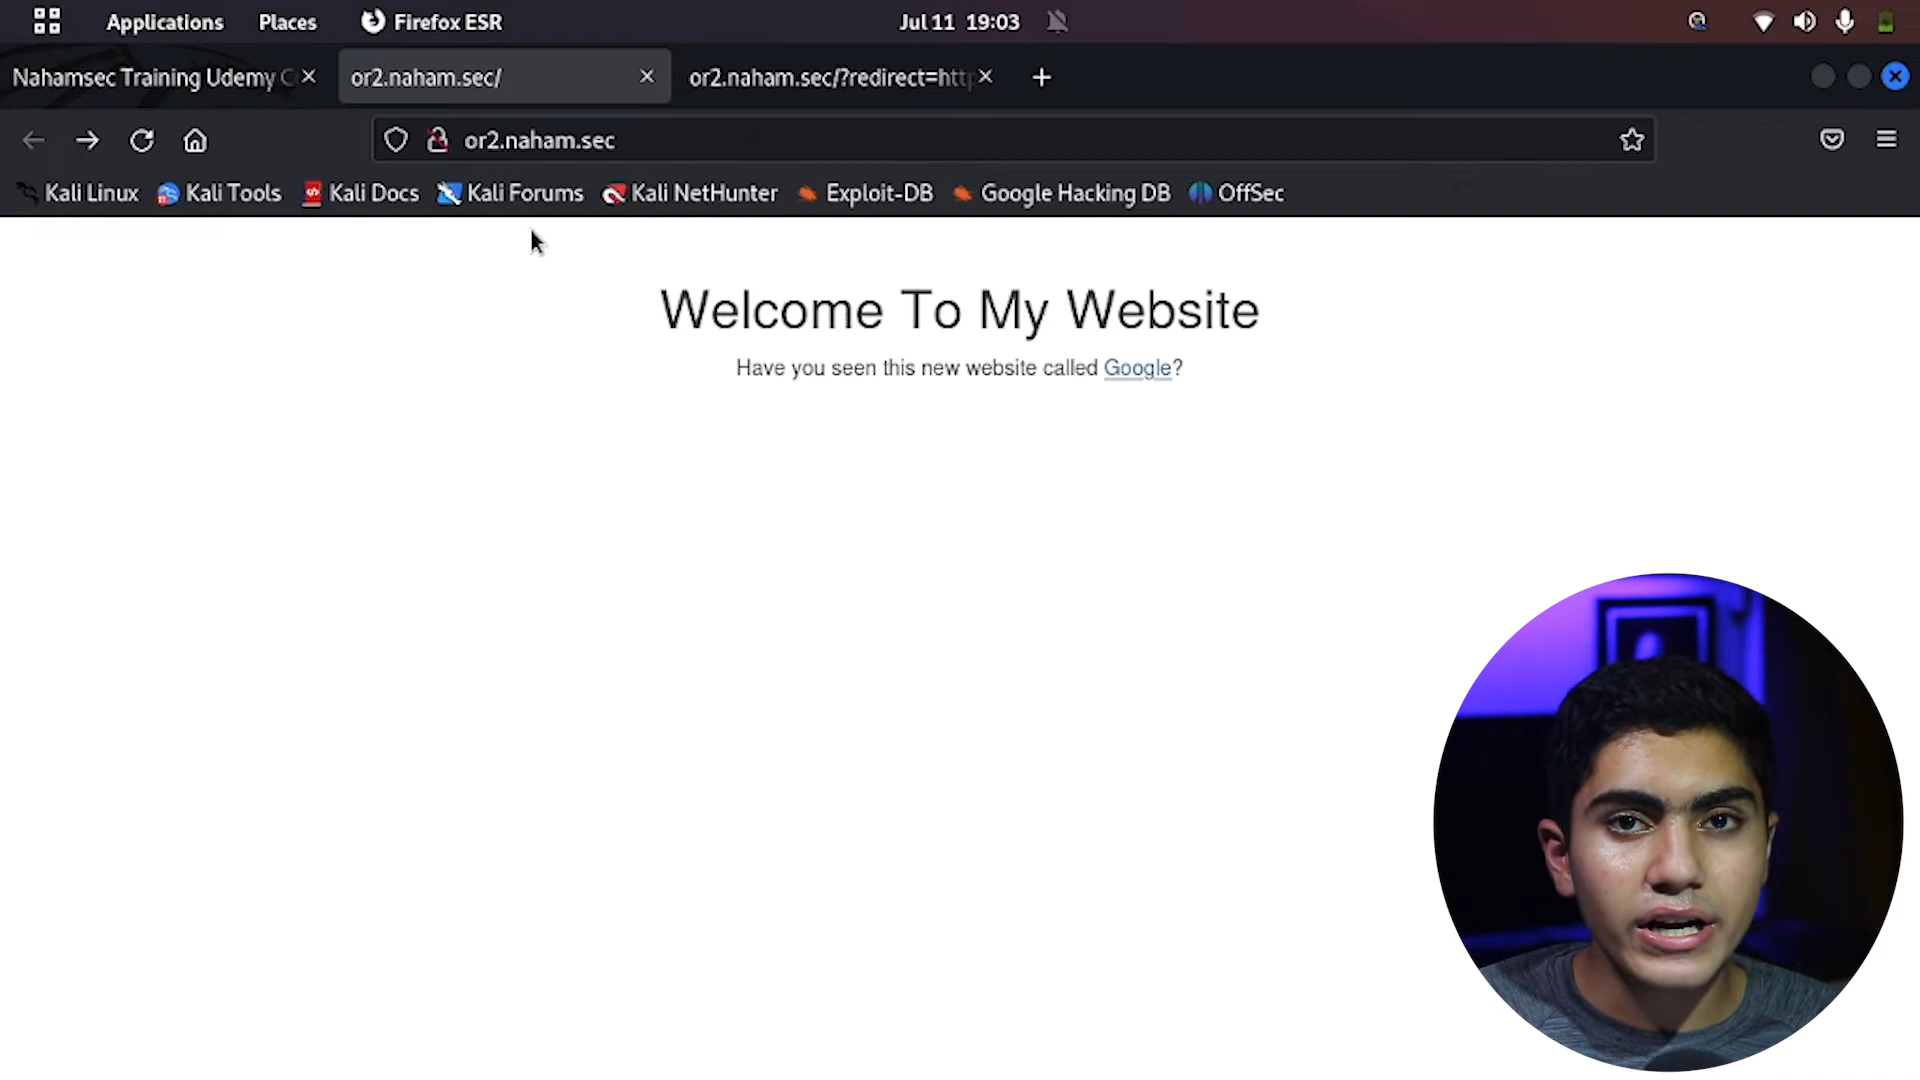 Applications Places Firefox ESR Jul 11 19:03
Nahamsec Training Udemy C or2.naham.sec/ or2.naham.sec/?redirect=http
or2.naham.sec
Kali Linux Kali Tools Kali Docs Kali Forums Kali NetHunter Exploit-DB Google Hacking DB OffSec
Welcome To My Website
Have you seen this new website called Google?